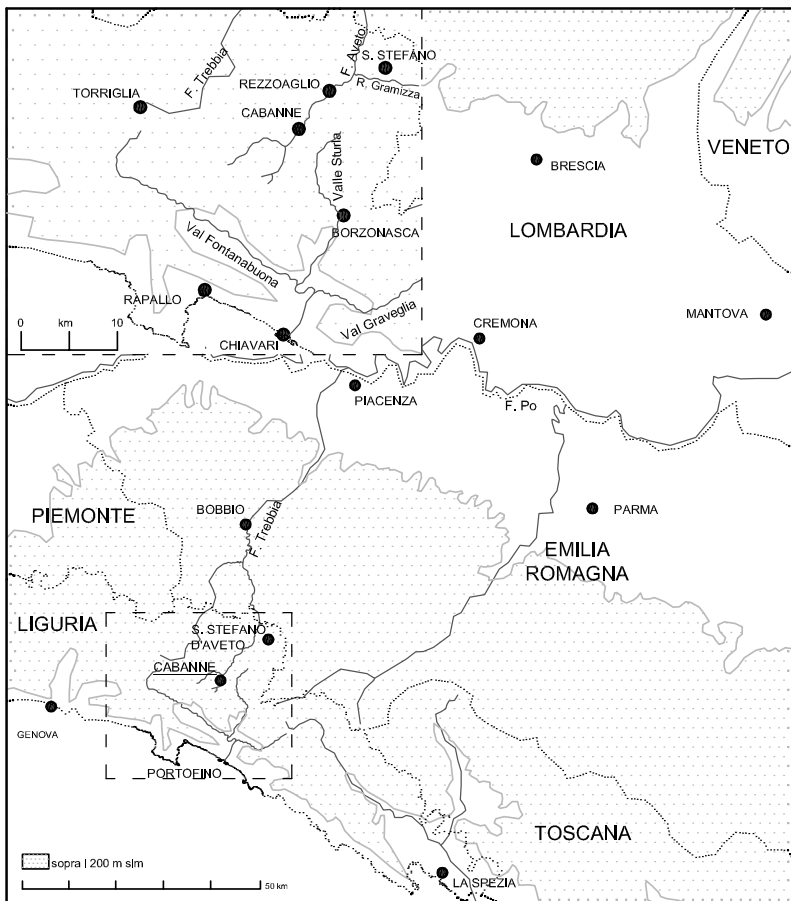 F. Trebbia
F. Aveto
S. STEFANO
R. Gramizza
REZZOAGLIO
TORRIGLIA
CABANNE
Valle Sturla
BORZONASCA
Val Fontanabuona
RAPALLO
Val Graveglia
CHIAVARI
0 km 10
VENETO
BRESCIA
LOMBARDIA
MANTOVA
CREMONA
PIACENZA
F. Po
PIEMONTE
BOBBIO
F. Trebbia
PARMA
EMILIA
ROMAGNA
LIGURIA
S. STEFANO
D'AVETO
CABANNE
GENOVA
PORTOFINO
TOSCANA
sopra I 200 m slm
50 km
LA SPEZIA